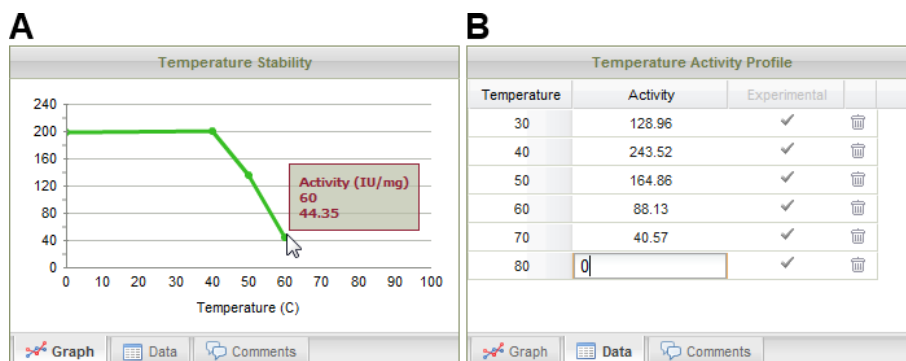 A
Temperature Stability
240
200
160
120
80
40
0
Activity (IU/mg)
60
44.35
0 10 20 30 40 50 60 70 80 90 100
Temperature (C)
Graph Data Comments
B
Temperature Activity Profile
Temperature Activity Experimental
30 128.96
40 243.52
50 164.86
60 88.13
70 40.57
80 0
Graph Data Comments